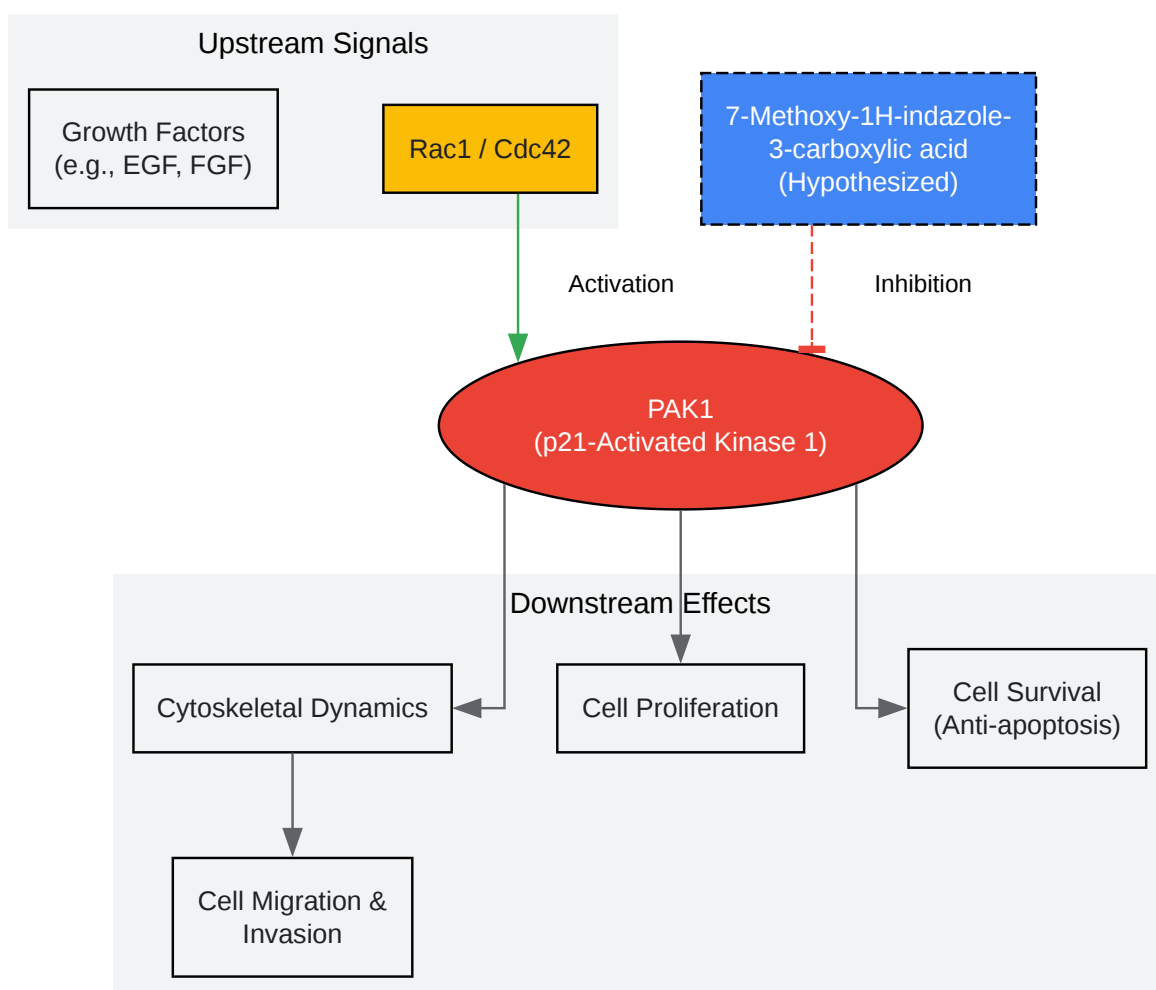 Upstream Signals
Growth Factors
(e.g., EGF, FGF)
Rac1 / Cdc42
7-Methoxy-1H-indazole-
3-carboxylic acid
(Hypothesized)
Activation
Inhibition
PAK1
(p21-Activated Kinase 1)
Downstream Effects
Cytoskeletal Dynamics
Cell Proliferation
Cell Survival
(Anti-apoptosis)
Cell Migration &
Invasion